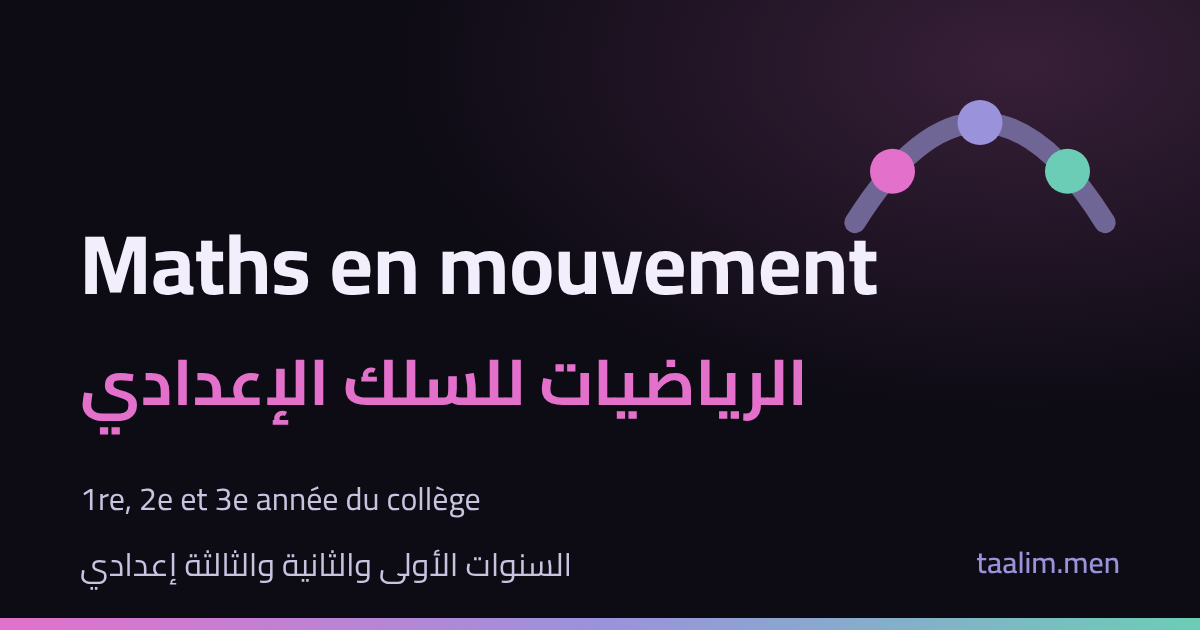 Maths en mouvement
الرياضيات للسلك الإعدادي
1re, 2e et 3e année du collège
السنوات الأولى والثانية والثالثة إعدادي
taalim.men